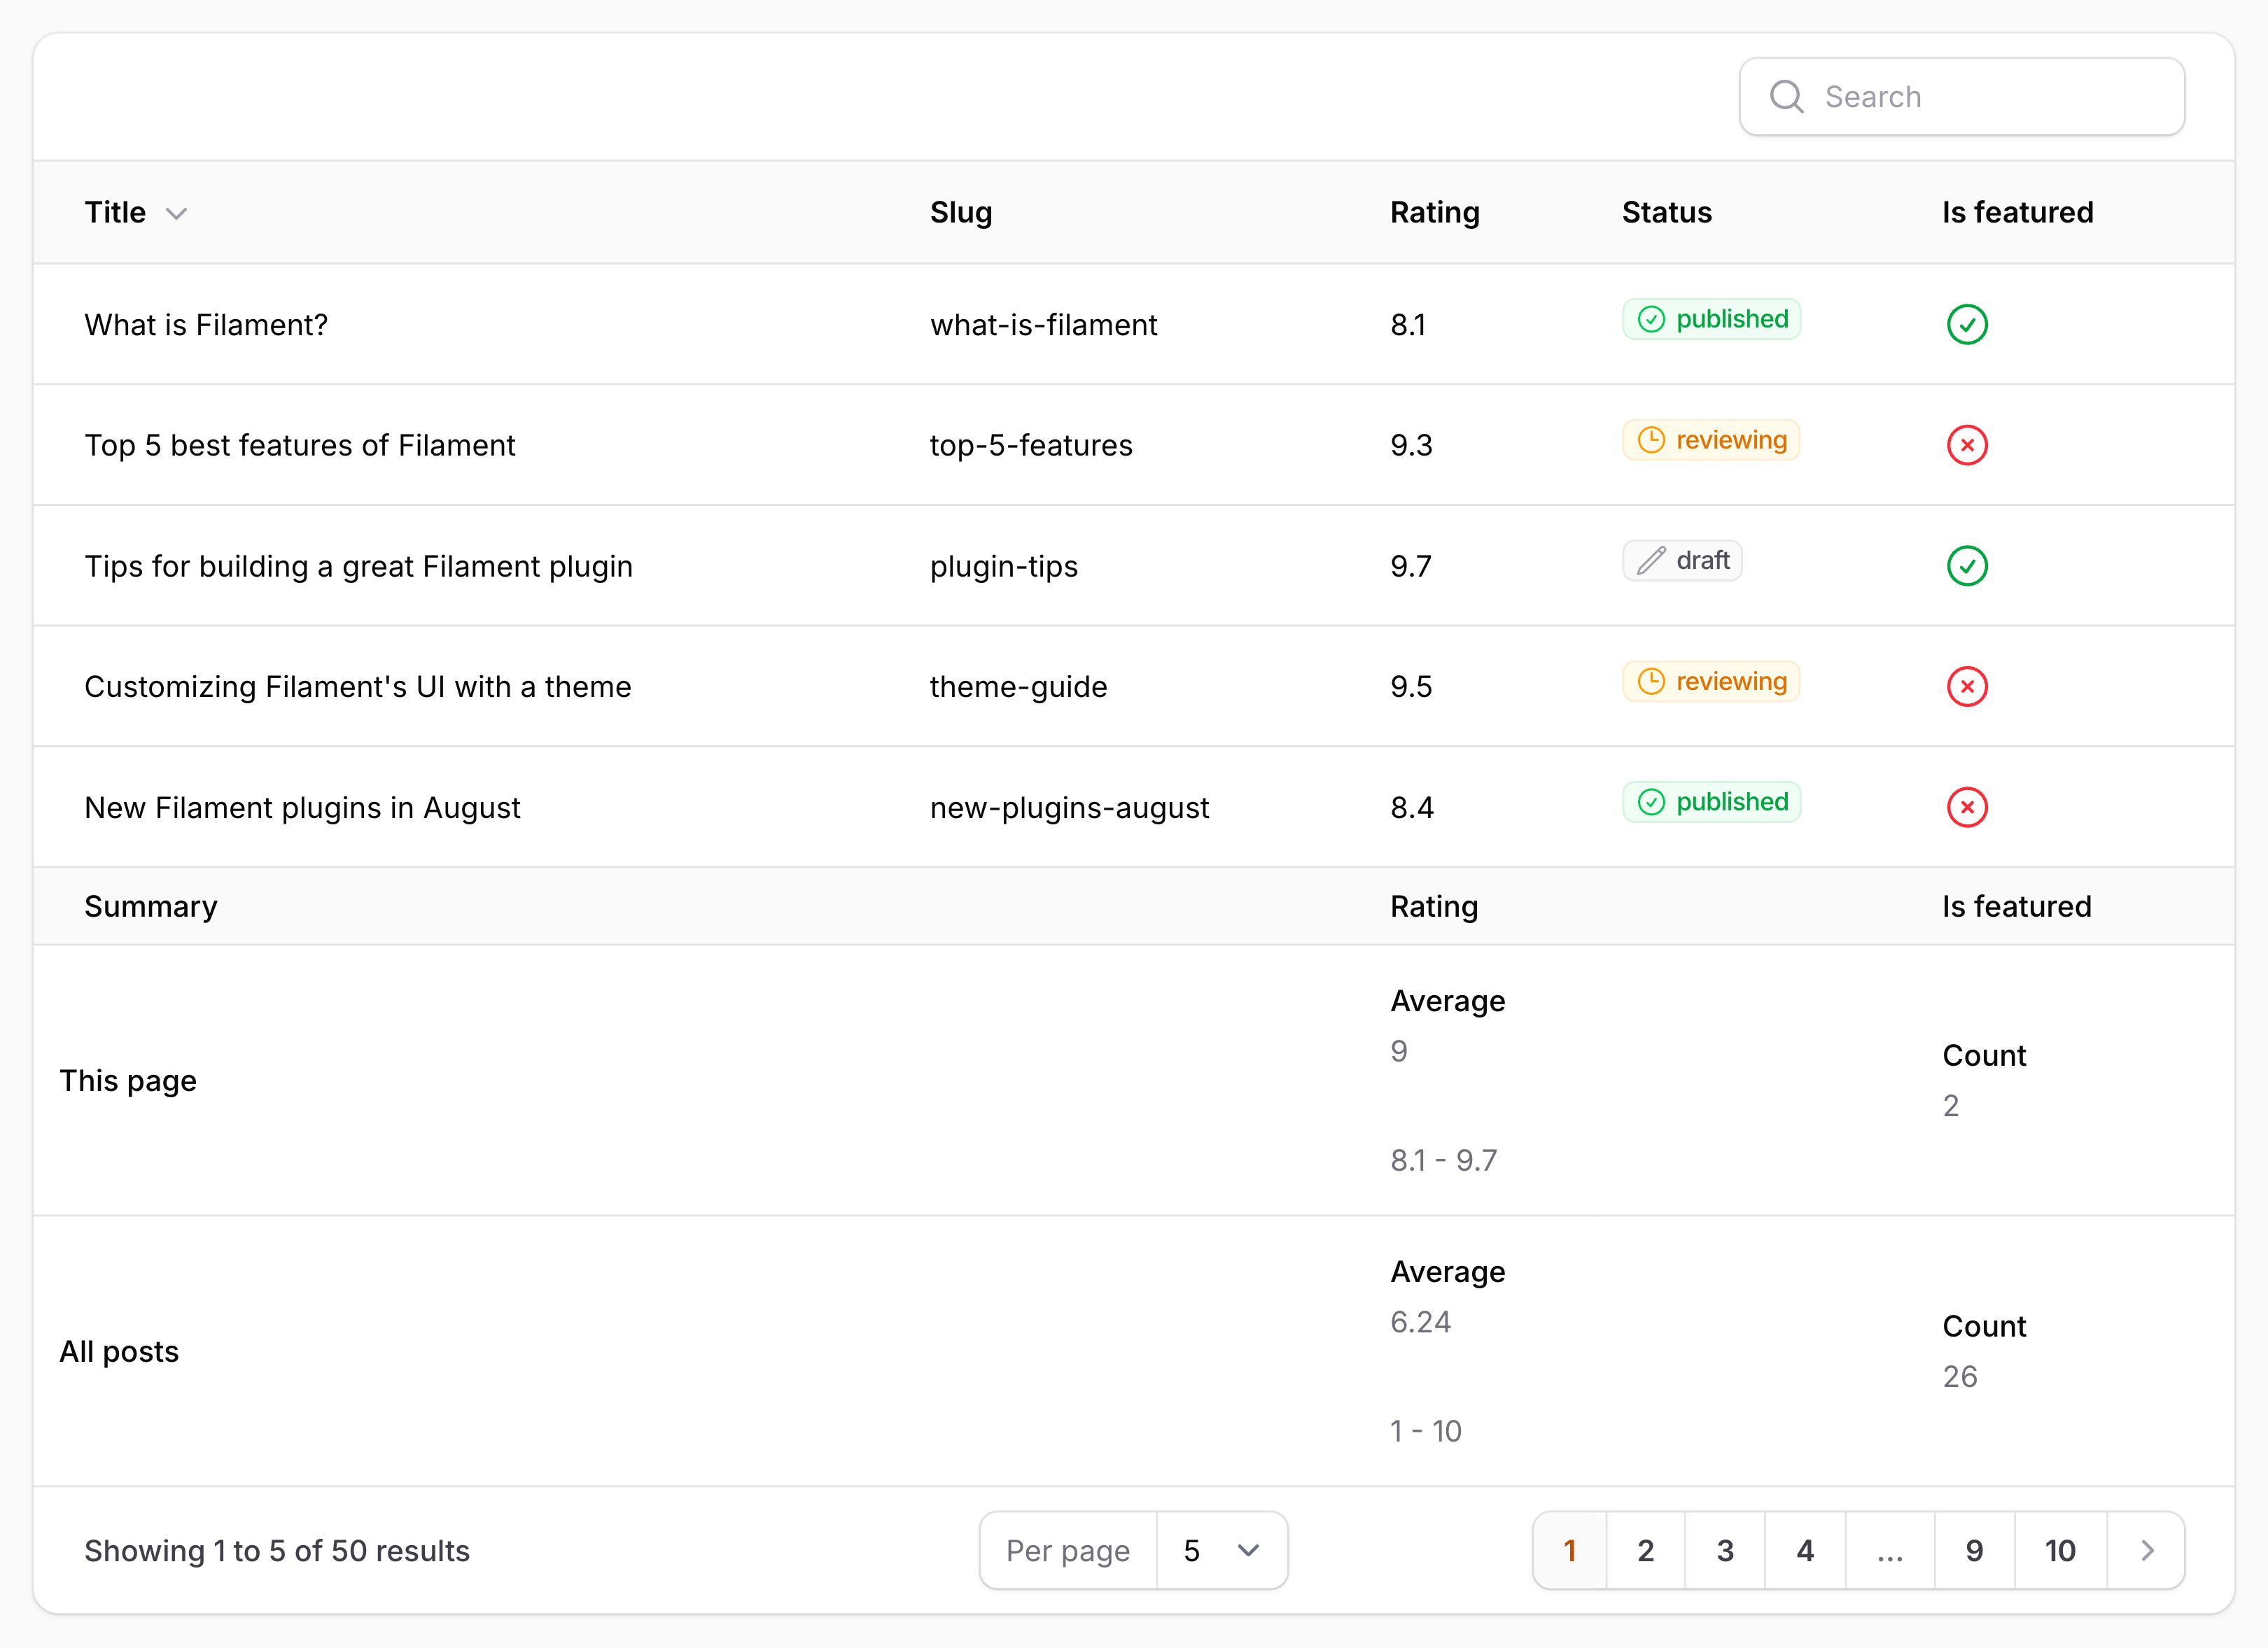 Search
Title Slug Rating Status Is featured
What is Filament? what-is-filament 8.1 published
Top 5 best features of Filament top-5-features 9.3 reviewing
Tips for building a great Filament plugin plugin-tips 9.7 draft
Customizing Filament's UI with a theme theme-guide 9.5 reviewing
New Filament plugins in August new-plugins-august 8.4 published
Summary Rating Is featured
This page
Average
9
8.1 - 9.7
Count
2
All posts
Average
6.24
1 - 10
Count
26
Showing 1 to 5 of 50 results Per page 5 1 2 3 4 ... 9 10